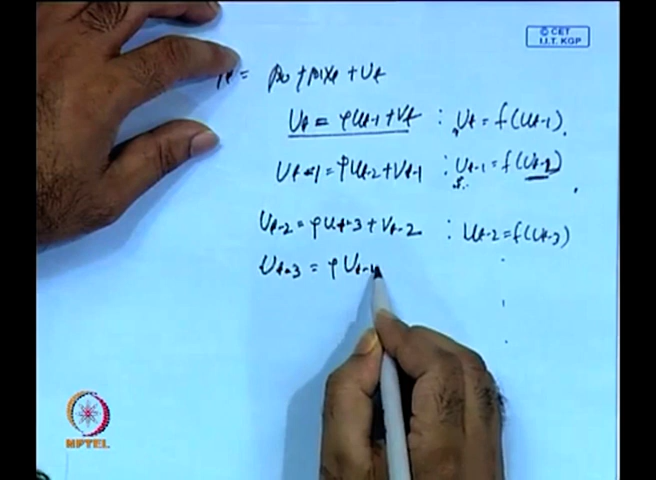 © CET
I.I.T. KGP
= β0 + β1Xt + Ut
Ut = ρUt-1 + Vt : Ut = f(Ut-1)
Ut-1 = ρUt-2 + Vt-1 : Ut-1 = f(Ut-2)
Ut-2 = ρUt-3 + Vt-2 : Ut-2 = f(Ut-3)
Ut-3 = ρUt-4
NPTEL